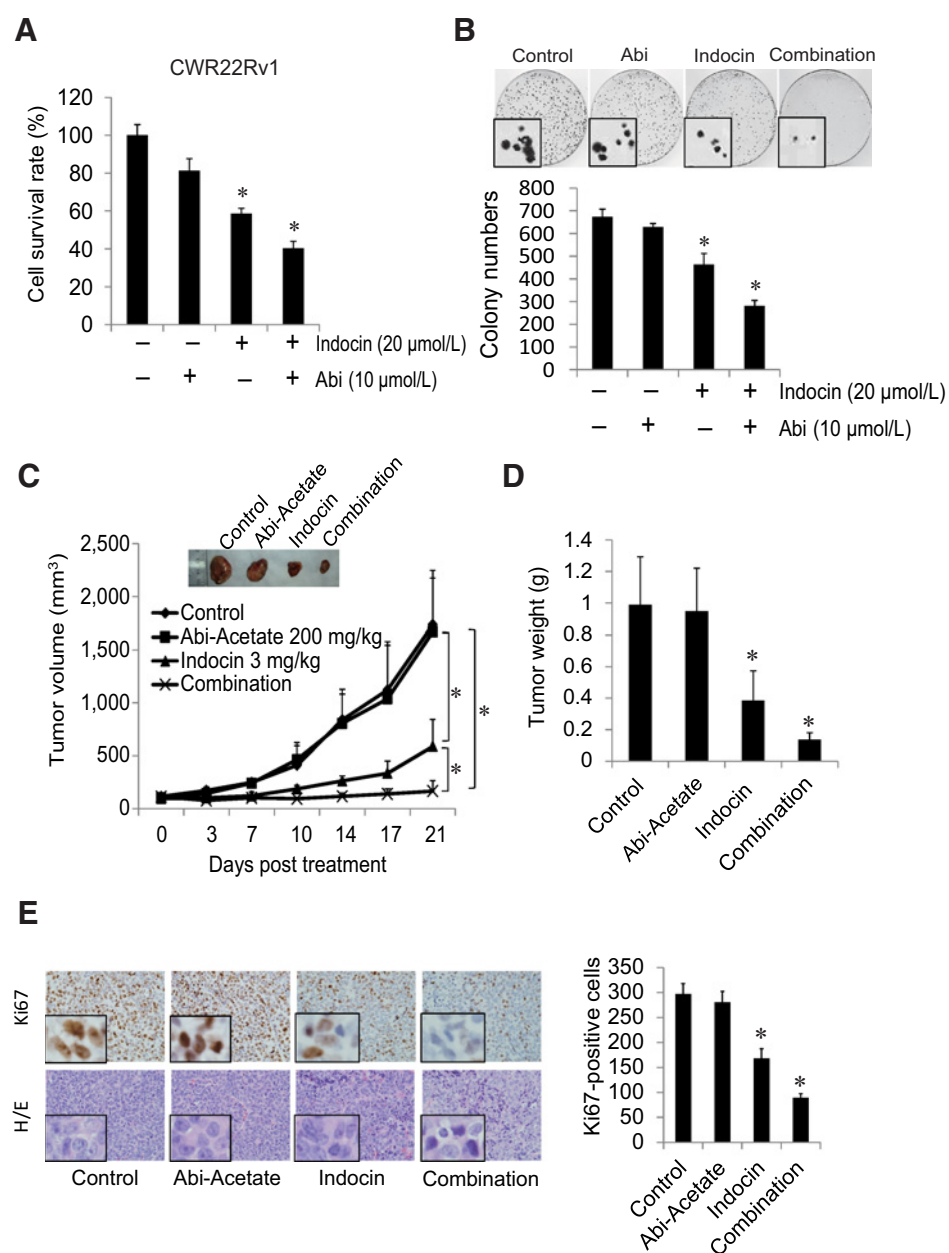 A
CWR22Rv1
Cell survival rate (%)
120
100
80
60
40
20
0
* *
– – + + Indocin (20 µmol/L)
– + – + Abi (10 µmol/L)
B
Control Abi Indocin Combination
Colony numbers
800
700
600
500
400
300
200
100
0
* *
– – + + Indocin (20 µmol/L)
– + – + Abi (10 µmol/L)
C
Control
Abi-Acetate
Indocin
Combination
Tumor volume (mm³)
2,500
2,000
1,500
1,000
500
0
Control
Abi-Acetate 200 mg/kg
Indocin 3 mg/kg
Combination
* * *
0 3 7 10 14 17 21
Days post treatment
D
Tumor weight (g)
1.4
1.2
1
0.8
0.6
0.4
0.2
0
* *
Control
Abi-Acetate
Indocin
Combination
E
Ki67
H/E
Control Abi-Acetate Indocin Combination
Ki67-positive cells
350
300
250
200
150
100
50
0
* *
Control
Abi-Acetate
Indocin
Combination